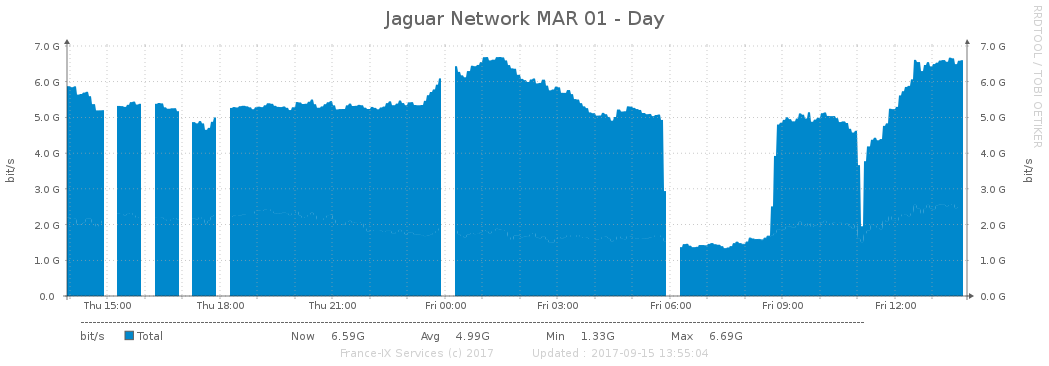 Jaguar Network MAR 01 - Day
RRDTOOL / TOBI OETIKER
bit/s
7.0 G 7.0 G
6.0 G 6.0 G
5.0 G 5.0 G
4.0 G 4.0 G
3.0 G 3.0 G
2.0 G 2.0 G
1.0 G 1.0 G
0.0 0.0 G
bit/s
Thu 15:00 Thu 18:00 Thu 21:00 Fri 00:00 Fri 03:00 Fri 06:00 Fri 09:00 Fri 12:00
bit/s Total Now 6.59G Avg 4.99G Min 1.33G Max 6.69G
France-IX Services (c) 2017 Updated : 2017-09-15 13:55:04